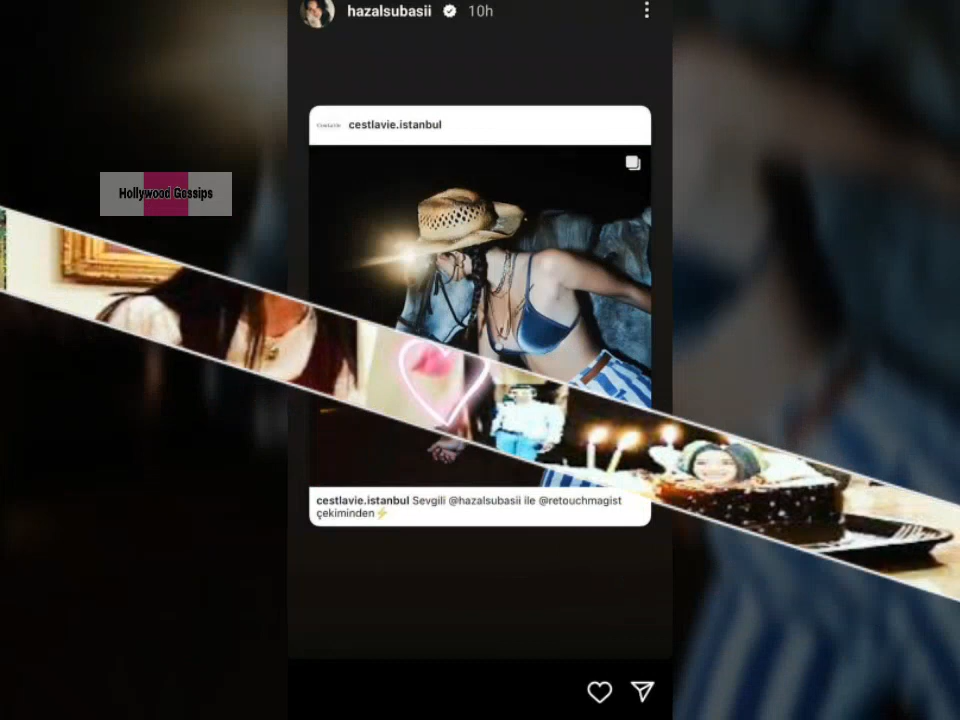 hazalsubasii 10h
cestlavie.istanbul
Hollywood Gossips
cestlavie.istanbul Sevgili @hazalsubasii ile @retouchmagist
çekiminden⚡